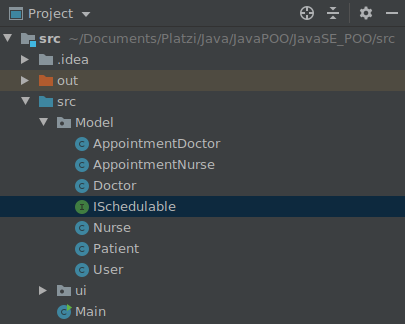 Project
src ~/Documents/Platzi/Java/JavaPOO/JavaSE_POO/src
.idea
out
src
Model
C AppointmentDoctor
C AppointmentNurse
C Doctor
I ISchedulable
C Nurse
C Patient
C User
ui
C Main